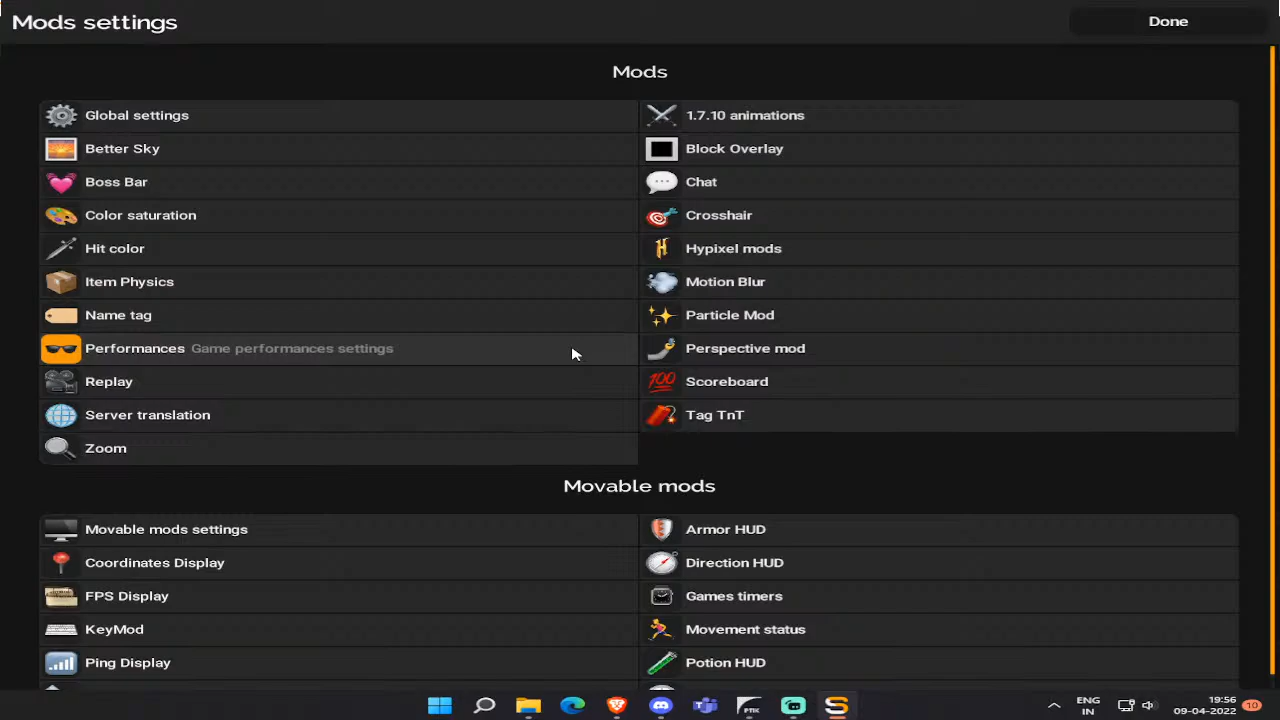 Mods settings
Done
Mods
Global settings
1.7.10 animations
Better Sky
Block Overlay
Boss Bar
Chat
Color saturation
Crosshair
Hit color
Hypixel mods
Item Physics
Motion Blur
Name tag
Particle Mod
Performances Game performances settings
Perspective mod
Replay
100 Scoreboard
Server translation
Tag TnT
Zoom
Movable mods
Movable mods settings
Armor HUD
Coordinates Display
Direction HUD
FPS Display
Games timers
KeyMod
Movement status
Ping Display
Potion HUD
ENG
IN
19:56
09-04-2022
10